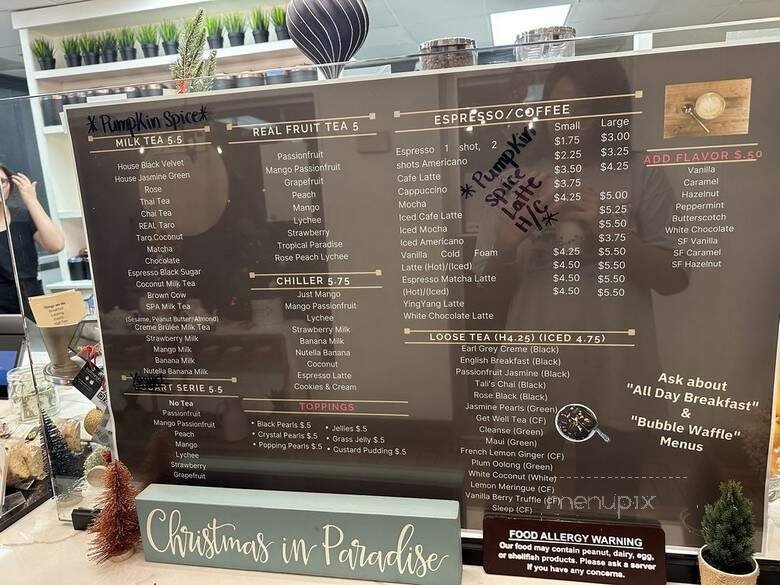 *PumpKin Spice*
MILK TEA 5.5
House Black Velvet
House Jasmine Green
Rose
Thai Tea
Chai Tea
REAL Taro
Taro Coconut
Matcha
Chocolate
Espresso Black Sugar
Coconut Milk Tea
Brown Cow
SPA Milk Tea
(Sesame, Peanut Butter, Almond)
Creme Brûlée Milk Tea
Strawberry Milk
Mango Milk
Banana Milk
Nutella Banana Milk
SERIE 5.5
No Tea
Passionfruit
Mango Passionfruit
Peach
Mango
Lychee
Strawberry
Grapefruit
REAL FRUIT TEA 5
Passionfruit
Mango Passionfruit
Grapefruit
Peach
Mango
Lychee
Strawberry
Tropical Paradise
Rose Peach Lychee
CHILLER 5.75
Just Mango
Mango Passionfruit
Lychee
Strawberry Milk
Banana Milk
Nutella Banana
Coconut
Espresso Latte
Cookies & Cream
TOPPINGS
• Black Pearls $.5
• Crystal Pearls $.5
• Popping Pearls $.5
• Jellies $.5
• Grass Jelly $.5
• Custard Pudding $.5
ESPRESSO/COFFEE
Small Large
Espresso 1 shot, 2 $1.75 $3.00
shots Americano $2.25 $3.25
Cafe Latte $3.50 $4.25
Cappuccino $3.75
Mocha $4.25 $5.00
Iced Cafe Latte $5.25
Iced Mocha $5.50
Iced Americano $3.75
Vanilla Cold Foam $4.25 $5.50
Latte (Hot)/(Iced) $4.50 $5.50
Espresso Matcha Latte $4.50 $5.50
(Hot)/(Iced) $4.50 $5.50
YingYang Latte
White Chocolate Latte
*Pumpkin
Spice
Latte
H/C*
LOOSE TEA (H4.25) (ICED 4.75)
Earl Grey Creme (Black)
English Breakfast (Black)
Passionfruit Jasmine (Black)
Tali's Chai (Black)
Rose Black (Black)
Jasmine Pearls (Green)
Get Well Tea (CF)
Cleanse (Green)
Maui (Green)
French Lemon Ginger (CF)
Plum Oolong (Green)
White Coconut (White)
Lemon Meringue (CF)
Vanilla Berry Truffle (CF)
Sleep (CF)
ADD FLAVOR $.50
Vanilla
Caramel
Hazelnut
Peppermint
Butterscotch
White Chocolate
SF Vanilla
SF Caramel
SF Hazelnut
Ask about
"All Day Breakfast"
&
"Bubble Waffle"
Menus
menupix
Christmas in Paradise
FOOD ALLERGY WARNING
Our food may contain peanut, dairy, egg,
or shellfish products. Please ask a server
if you have any concerns.